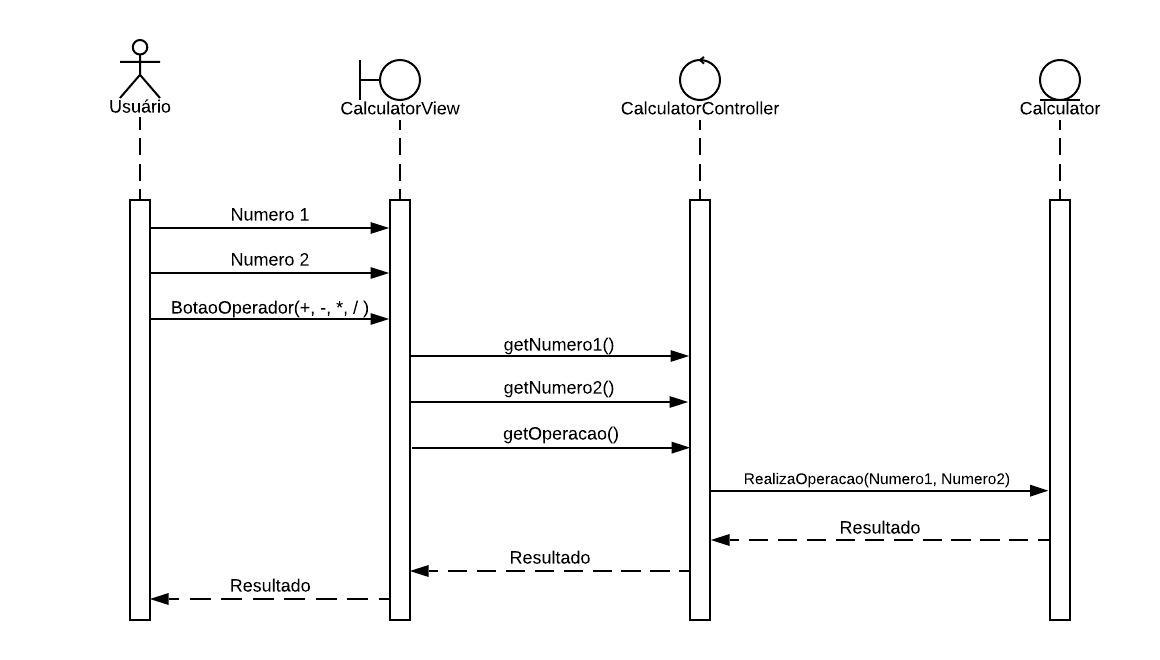 Usuário
CalculatorView
CalculatorController
Calculator
Numero 1
Numero 2
BotaoOperador(+, -, *, / )
getNumero1()
getNumero2()
getOperacao()
RealizaOperacao(Numero1, Numero2)
Resultado
Resultado
Resultado